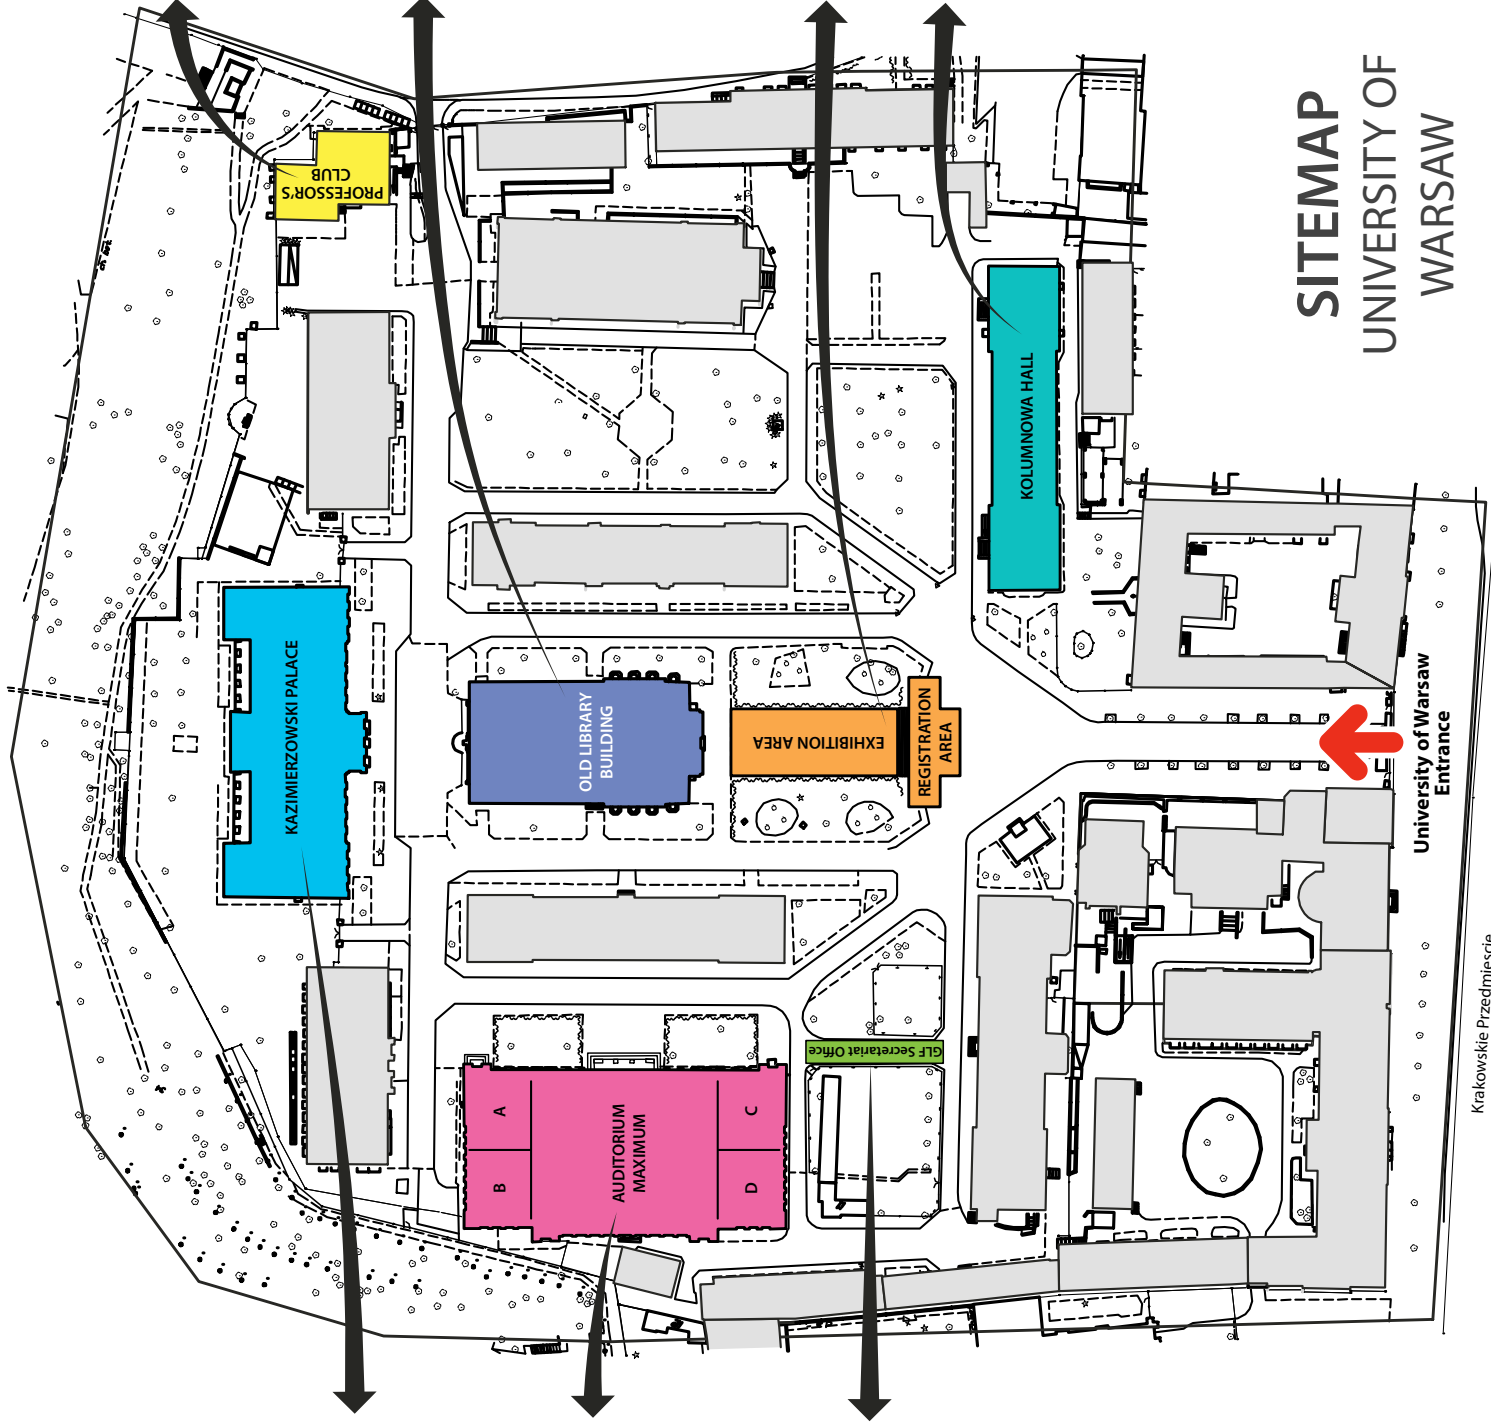 SITEMAP
UNIVERSITY OF
WARSAW
PROFESSOR'S
CLUB
KOLUMNOWA HALL
KAZIMIERZOWSKI PALACE
OLD LIBRARY
BUILDING
EXHIBITION AREA
REGISTRATION
AREA
University of Warsaw
Entrance
GLF Secretariat Office
A
B
C
D
AUDITORIUM
MAXIMUM
Krakowskie Przedmieście